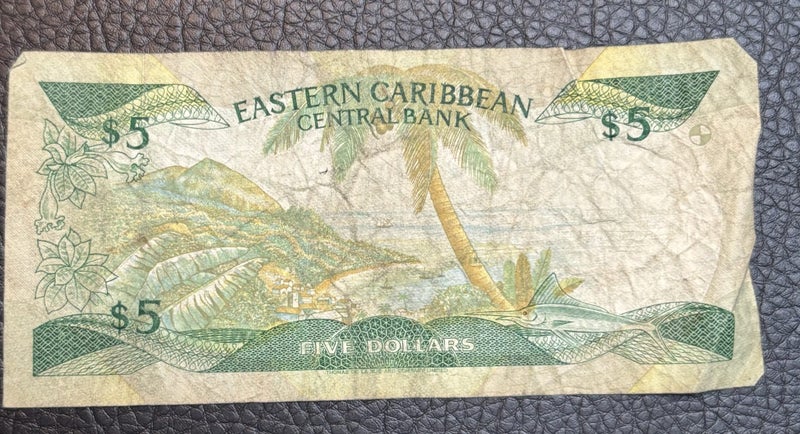 EASTERN CARIBBEAN
CENTRAL BANK
$5
$5
$5
FIVE DOLLARS